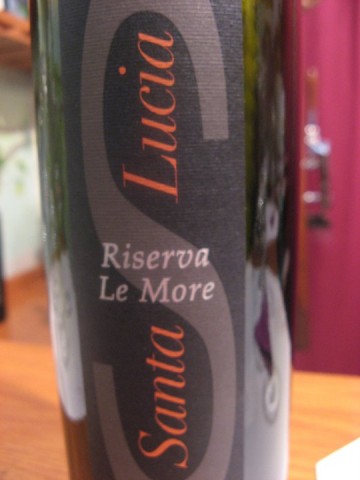 Santa Lucia
Riserva
Le More